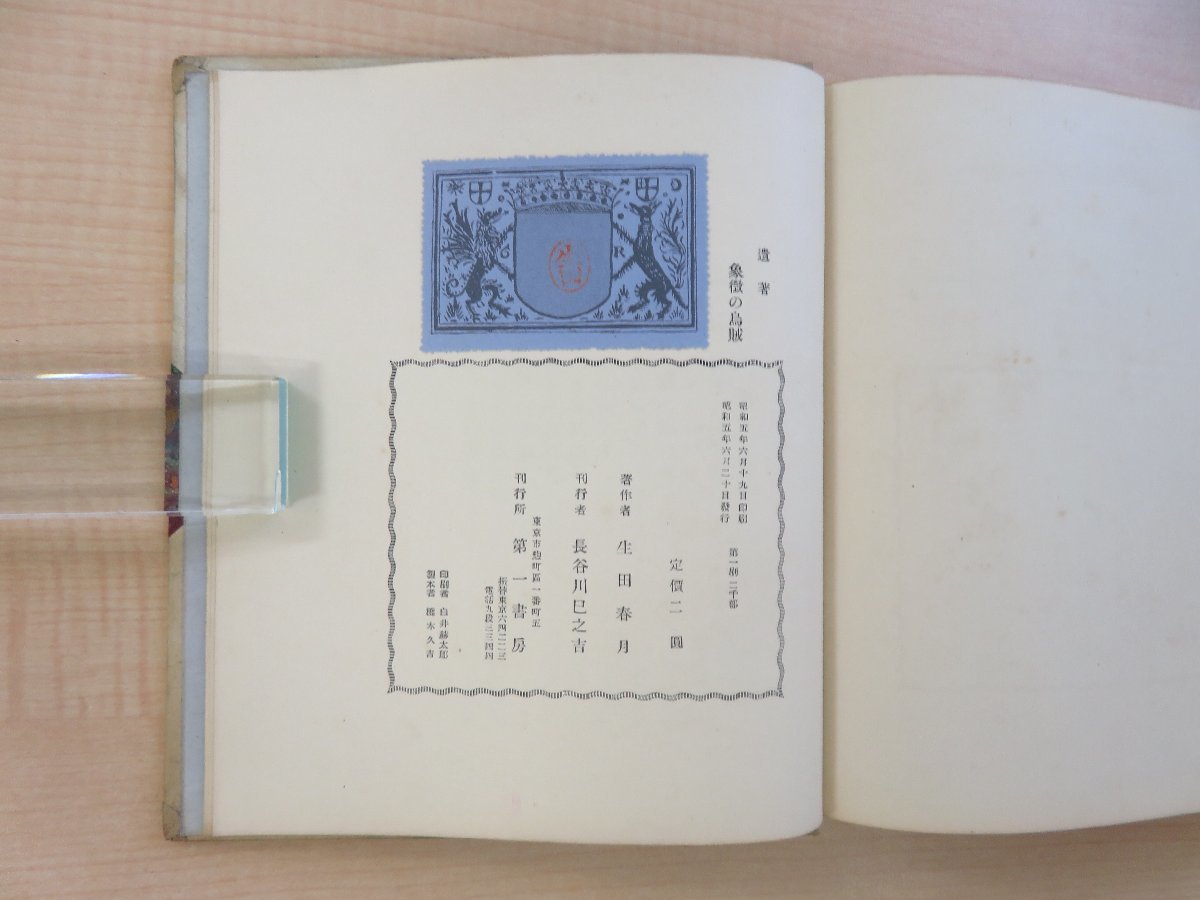 遺著
象徴の烏賊
昭和五年六月十九日印刷
昭和五年六月二十日發行
第一刷二千部
定價二圓
著作者 生田春月
刊行者 長谷川巳之吉
東京市麴町區一番町五
刊行所 第一書房
振替東京六四二二三
電話九段三三四四
印刷者 白井赫太郎
製本者 橋本久吉
R